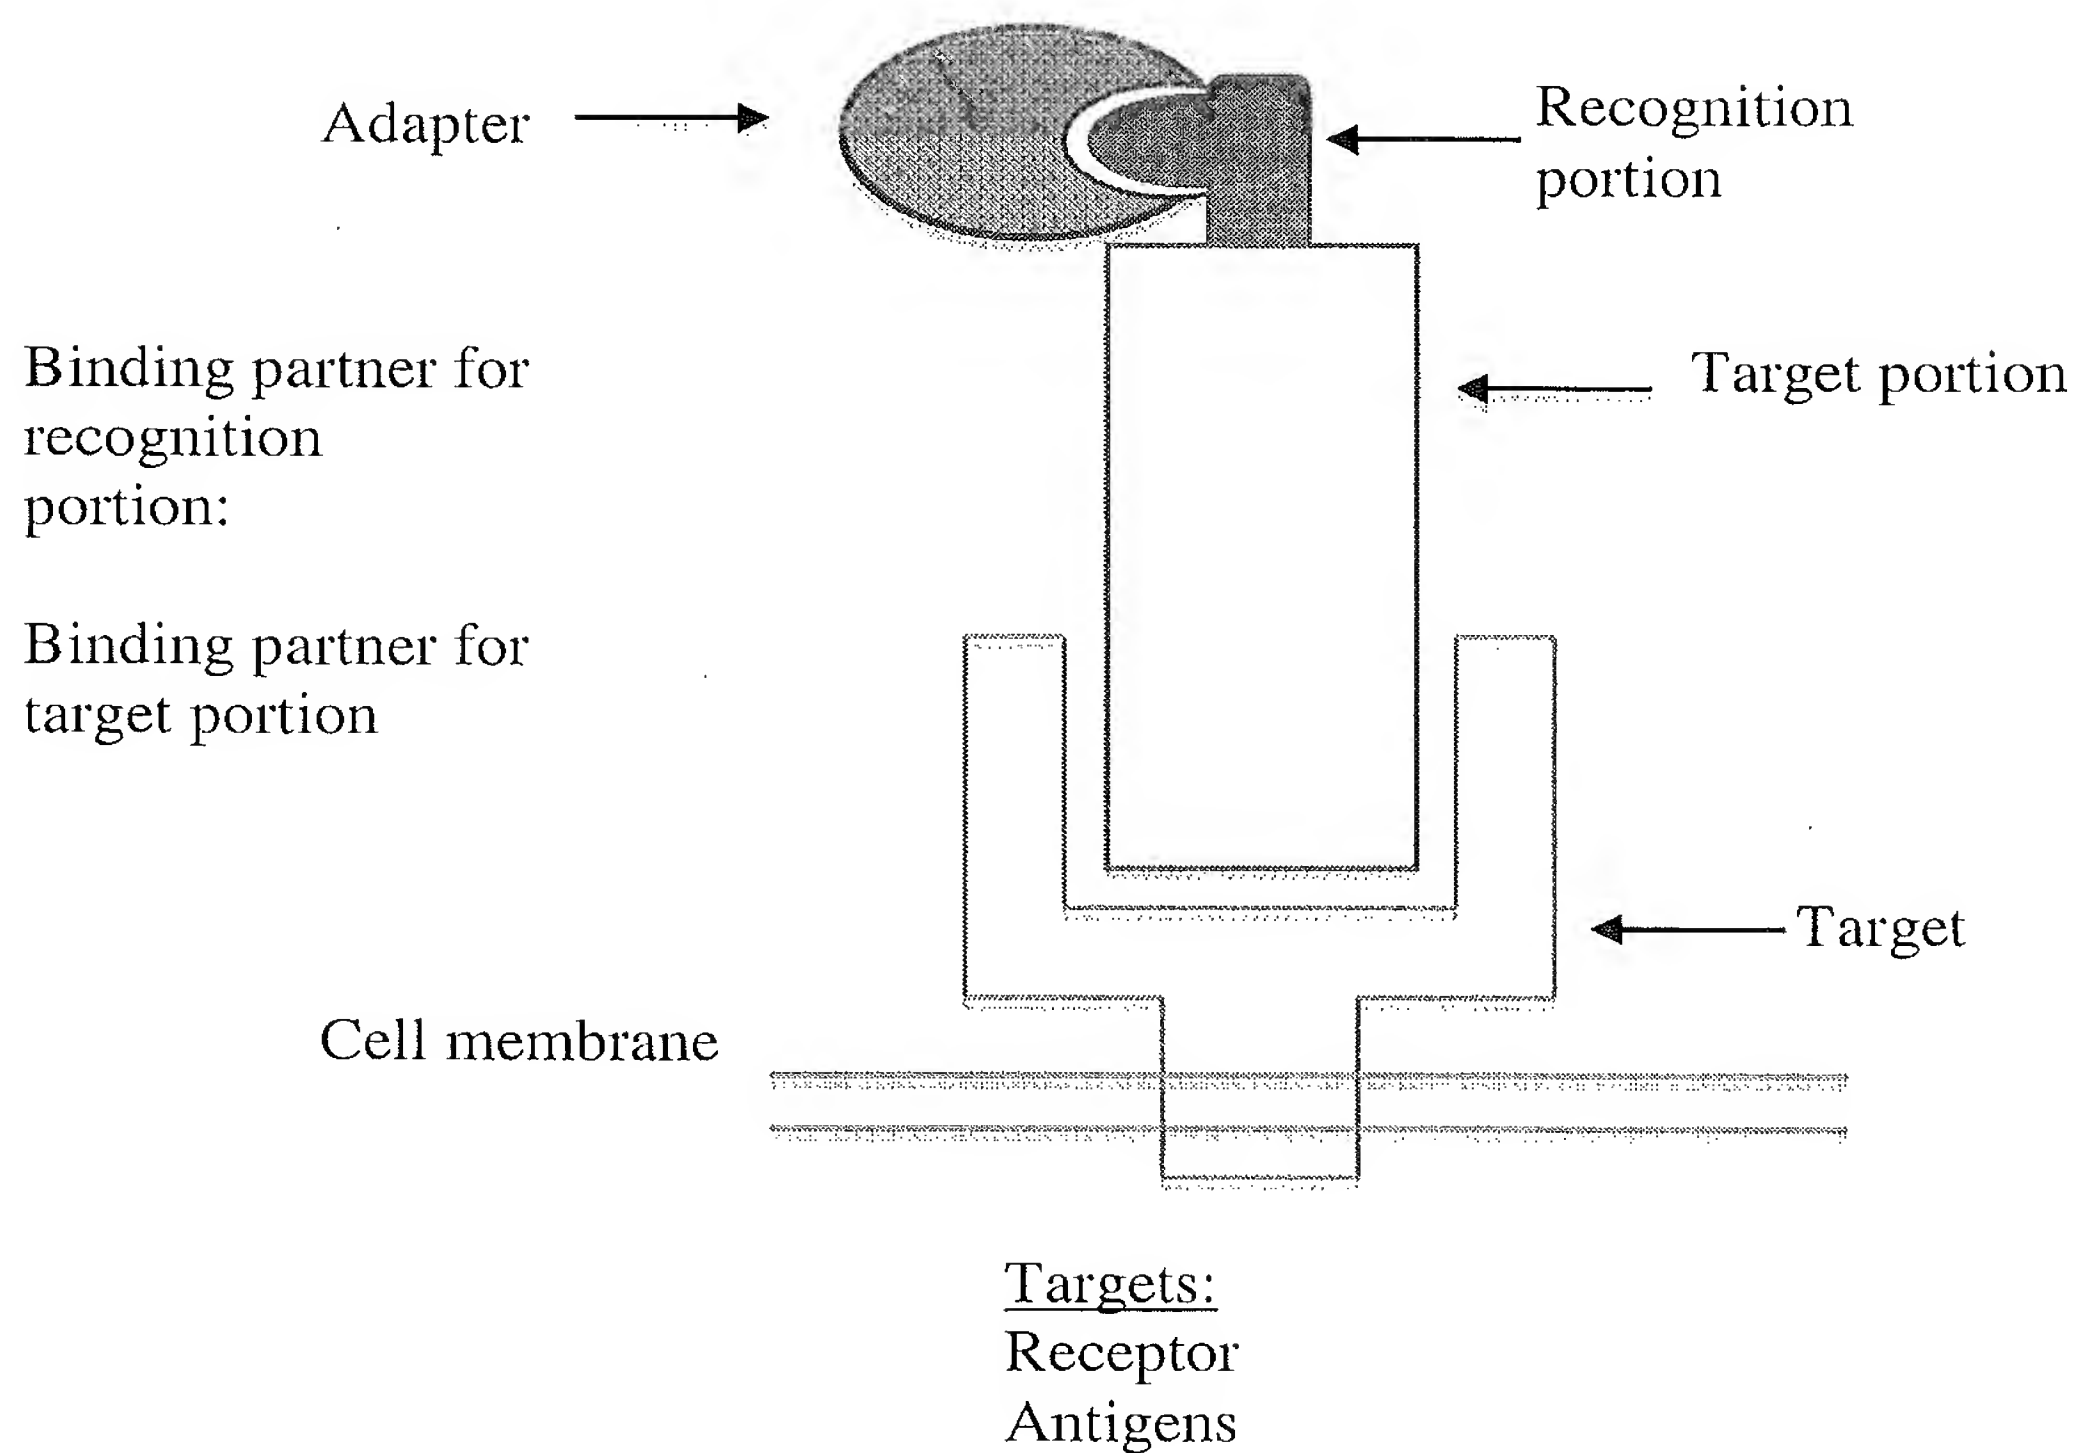 Adapter
Recognition
portion
Binding partner for
recognition
portion:
Target portion
Binding partner for
target portion
Target
Cell membrane
Targets:
Receptor
Antigens